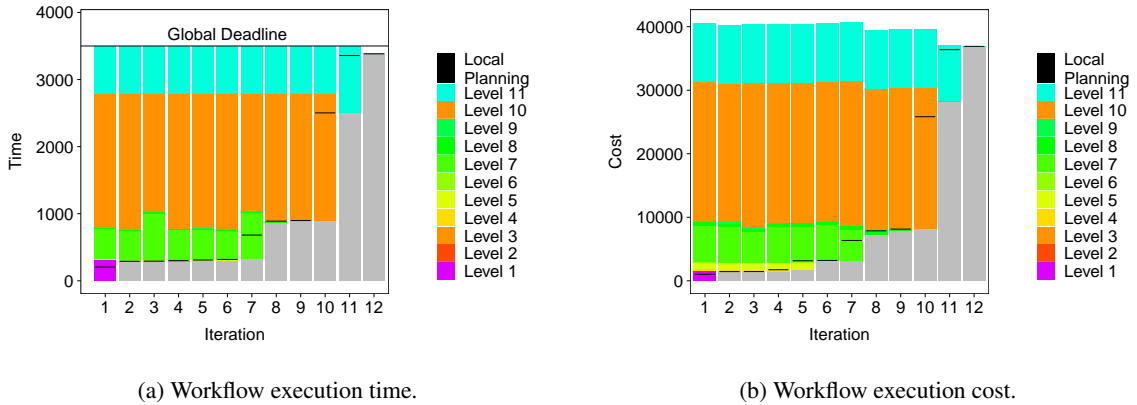 Global Deadline
4000
3000
2000
1000
0
Time
1 2 3 4 5 6 7 8 9 10 11 12
Iteration
Local
Planning
Level 11
Level 10
Level 9
Level 8
Level 7
Level 6
Level 5
Level 4
Level 3
Level 2
Level 1
(a) Workflow execution time.
40000
30000
20000
10000
0
Cost
1 2 3 4 5 6 7 8 9 10 11 12
Iteration
Local
Planning
Level 11
Level 10
Level 9
Level 8
Level 7
Level 6
Level 5
Level 4
Level 3
Level 2
Level 1
(b) Workflow execution cost.